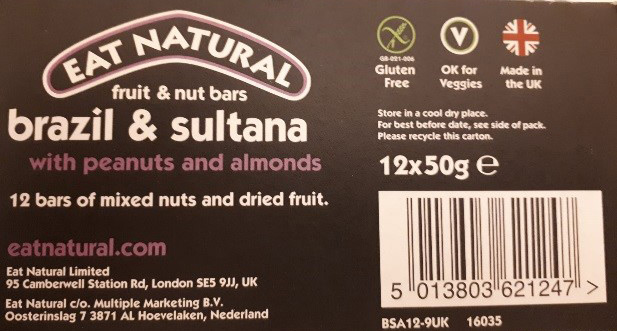 EAT NATURAL
fruit & nut bars
brazil & sultana
with peanuts and almonds
12 bars of mixed nuts and dried fruit.
eatnatural.com
Eat Natural Limited
95 Camberwell Station Rd, London SE5 9JJ, UK
Eat Natural c/o. Multiple Marketing B.V.
Oosterinslag 7 3871 AL Hoevelaken, Nederland
GB-021-006
Gluten
Free
V
OK for
Veggies
Made in
the UK
Store in a cool dry place.
For best before date, see side of pack.
Please recycle this carton.
12x50g e
5 013803 621247 >
BSA12-9UK 16035